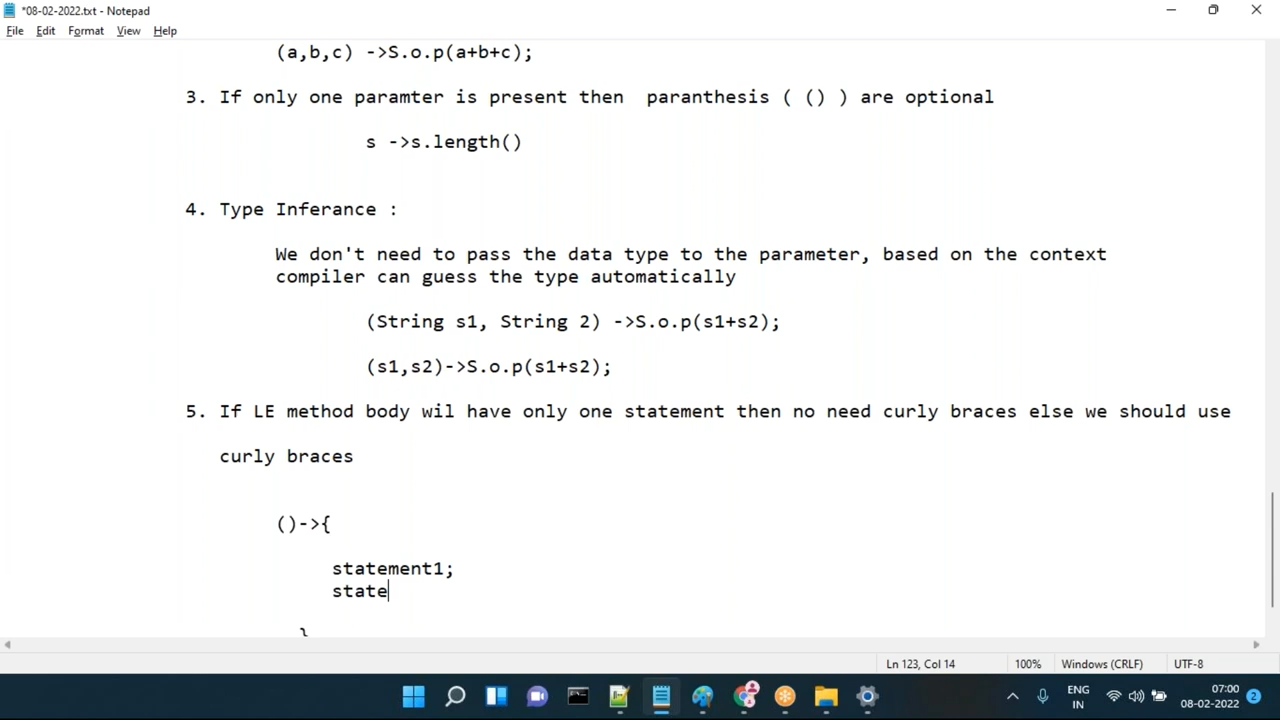 *08-02-2022.txt - Notepad
File Edit Format View Help
(a,b,c) ->S.o.p(a+b+c);
3. If only one paramter is present then  paranthesis ( () ) are optional
s ->s.length()
4. Type Inferance :
We don't need to pass the data type to the parameter, based on the context
compiler can guess the type automatically
(String s1, String 2) ->S.o.p(s1+s2);
(s1,s2)->S.o.p(s1+s2);
5. If LE method body wil have only one statement then no need curly braces else we should use
curly braces
()->{
statement1;
state
}
Ln 123, Col 14 100% Windows (CRLF) UTF-8
ENG 07:00
IN 08-02-2022 2